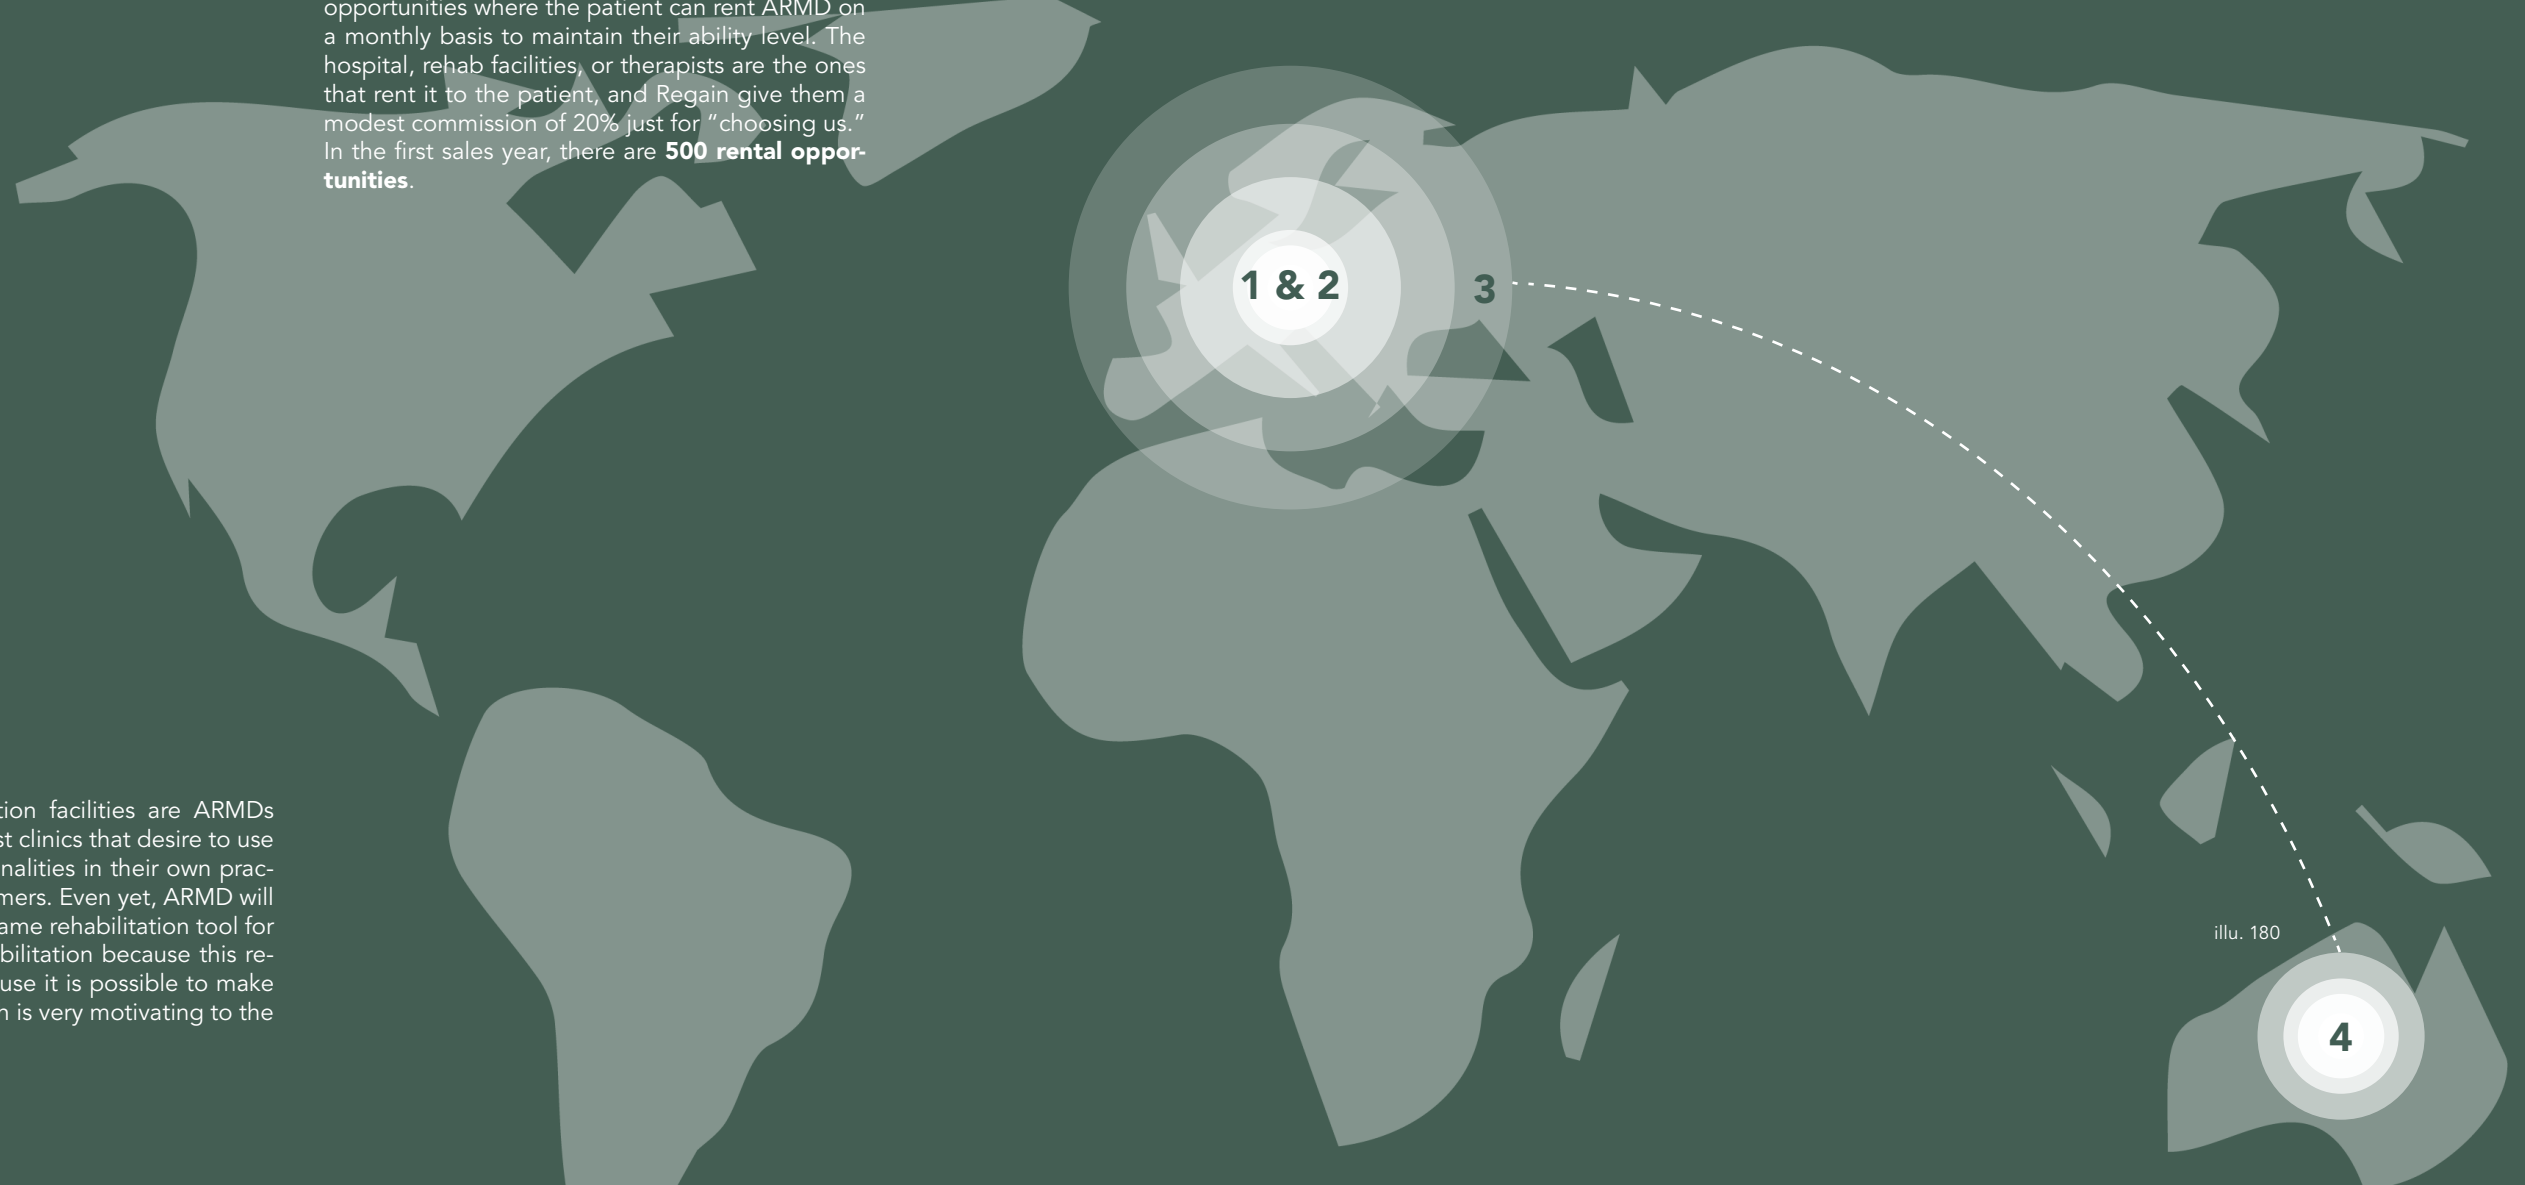 opportunities where the patient can rent ARMD on
a monthly basis to maintain their ability level. The
hospital, rehab facilities, or therapists are the ones
that rent it to the patient, and Regain give them a
modest commission of 20% just for “choosing us.”
In the first sales year, there are 500 rental oppor-
tunities.
1 & 2
3
tion facilities are ARMDs
st clinics that desire to use
nalities in their own prac-
mers. Even yet, ARMD will
ame rehabilitation tool for
bilitation because this re-
use it is possible to make
n is very motivating to the
illu. 180
4